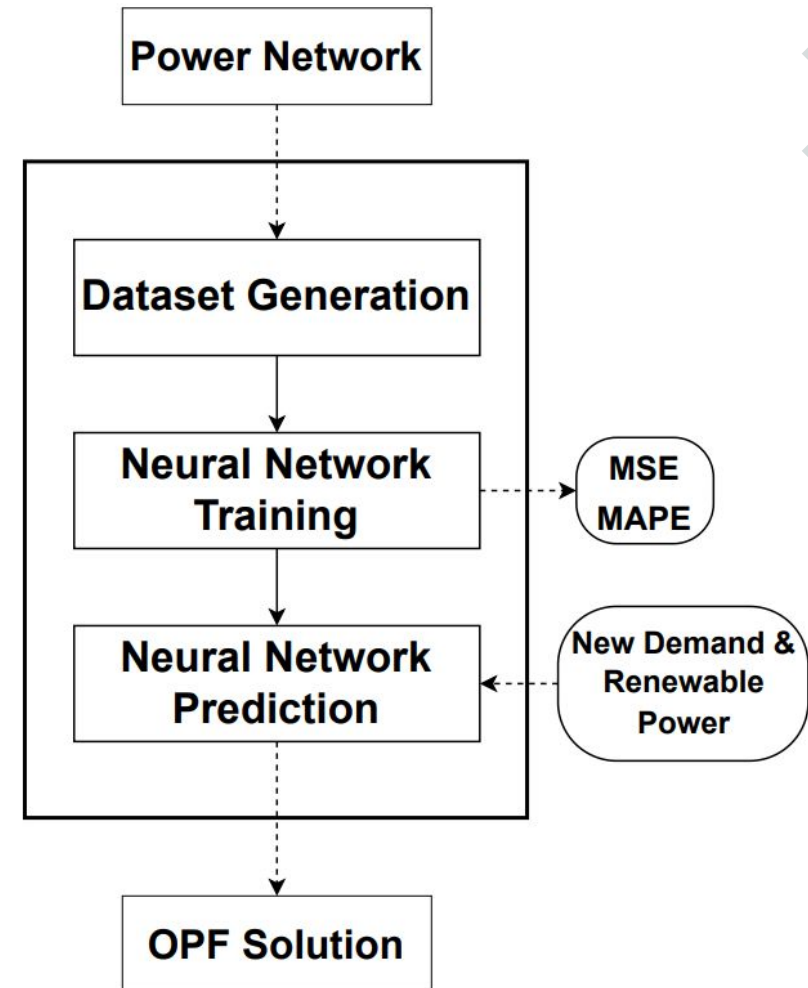 Power Network
Dataset Generation
Neural Network
Training
MSE
MAPE
Neural Network
Prediction
New Demand &
Renewable
Power
OPF Solution